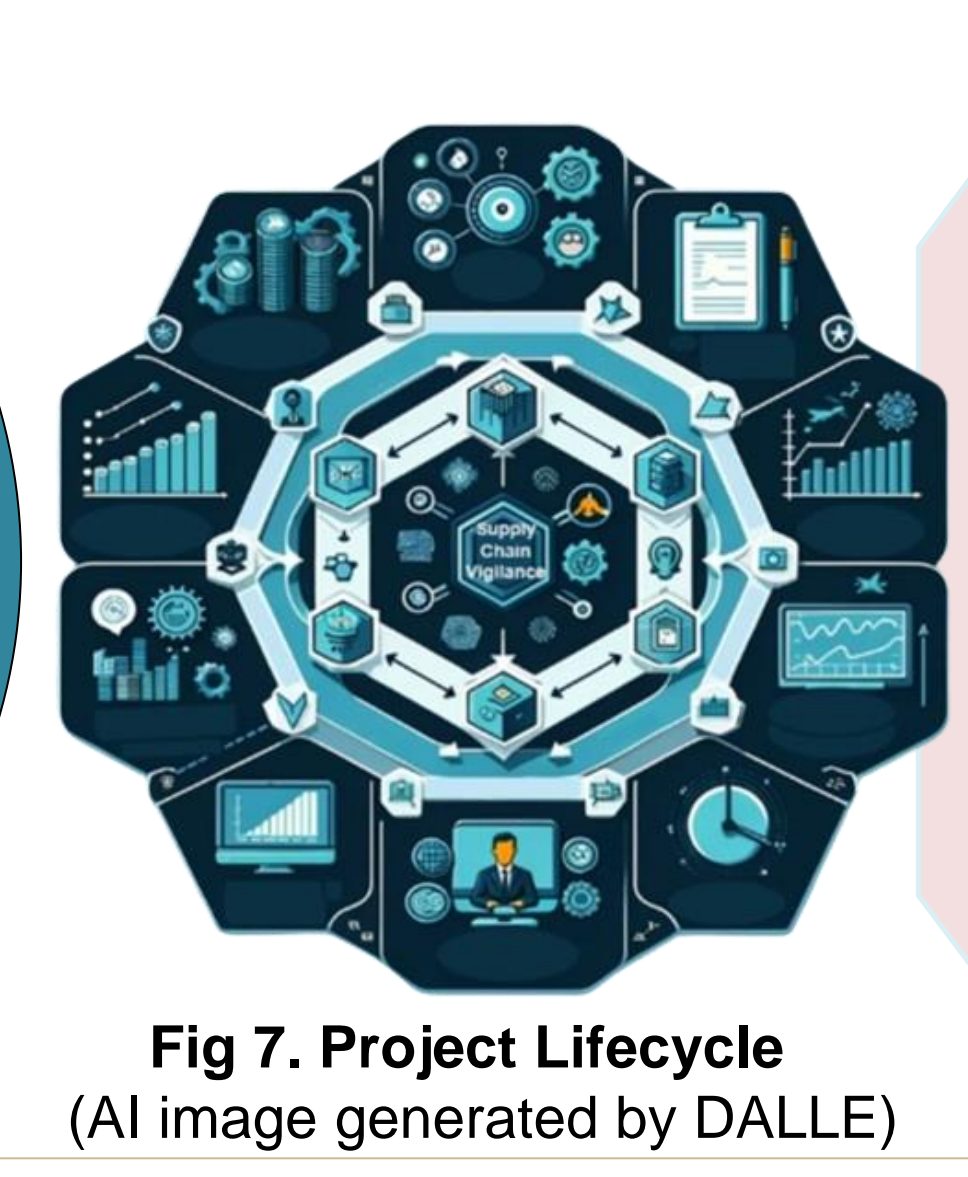 Supply
Chain
Vigilance
Fig 7. Project Lifecycle
(AI image generated by DALLE)